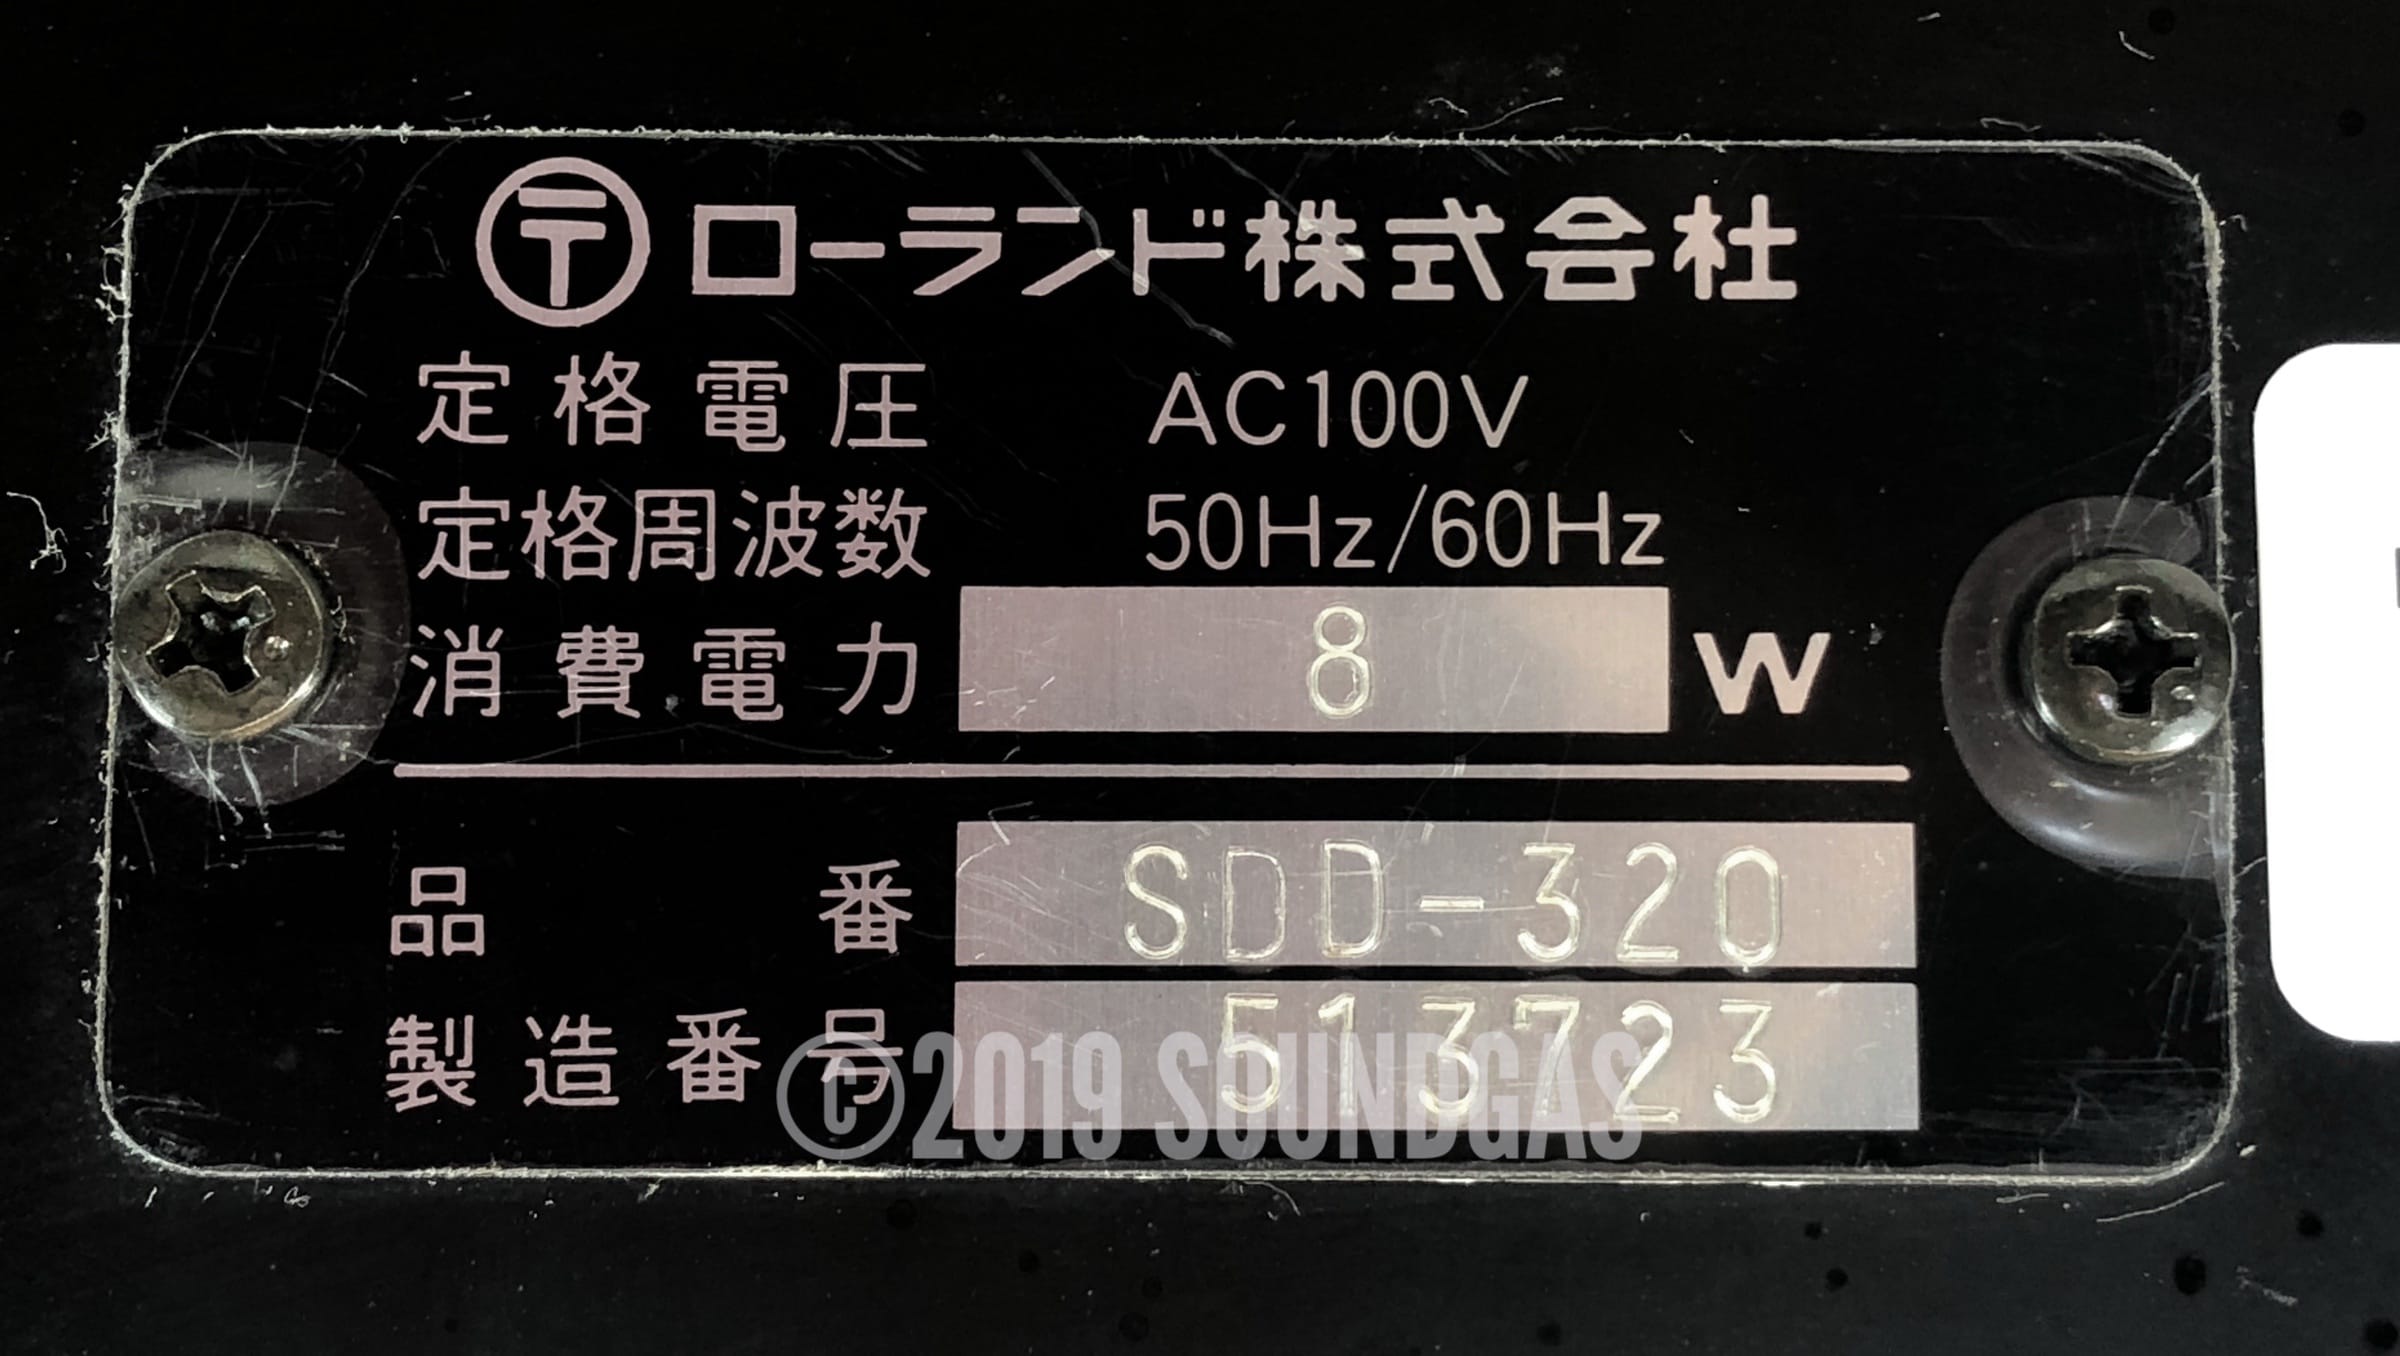 〶 ローランド株式会社
定格電圧 AC100V
定格周波数 50Hz/60Hz
消費電力 8 W
品番 SDD-320
製造番号 513723
©2019 SOUNDGAS